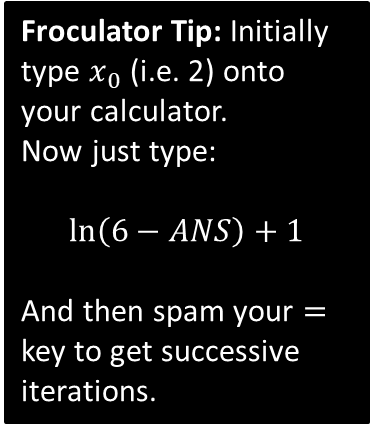 Froculator Tip: Initially
type x₀ (i.e. 2) onto
your calculator.
Now just type:
ln(6 − ANS) + 1
And then spam your =
key to get successive
iterations.